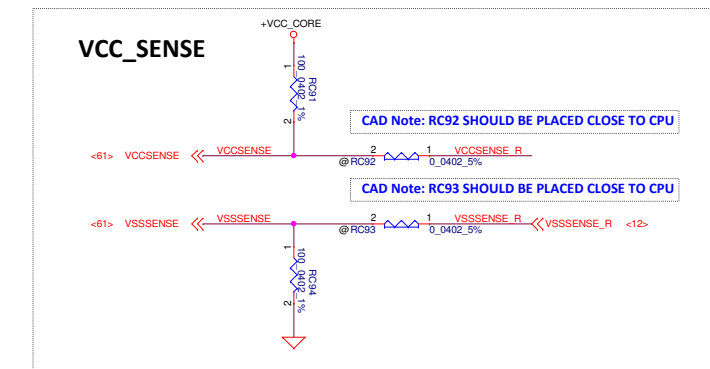 +VCC_CORE
VCC_SENSE
1
100_0402_1%
RC91
2
CAD Note: RC92 SHOULD BE PLACED CLOSE TO CPU
<61> VCCSENSE VCCSENSE 2 1 VCCSENSE_R
@ RC92 0_0402_5%
CAD Note: RC93 SHOULD BE PLACED CLOSE TO CPU
<61> VSSSENSE VSSSENSE 2 1 VSSSENSE_R VSSSENSE_R <12>
@ RC93 0_0402_5%
1
100_0402_1%
RC94
2